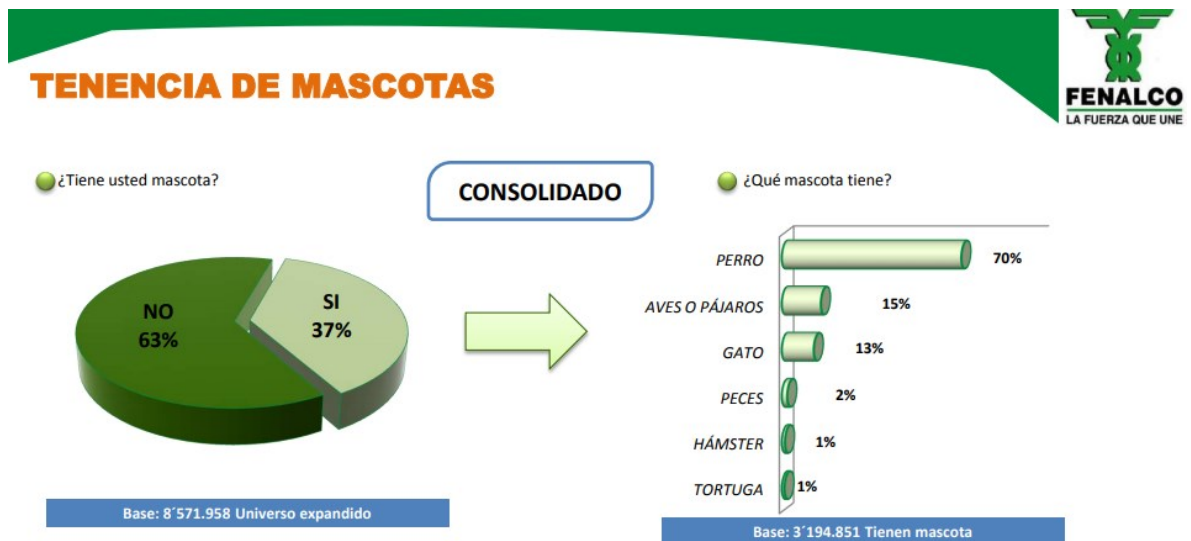 TENENCIA DE MASCOTAS
FENALCO
LA FUERZA QUE UNE
¿Tiene usted mascota?
CONSOLIDADO
¿Qué mascota tiene?
NO
63%
SI
37%
PERRO 70%
AVES O PÁJAROS 15%
GATO 13%
PECES 2%
HÁMSTER 1%
TORTUGA 1%
Base: 8´571.958 Universo expandido
Base: 3´194.851 Tienen mascota